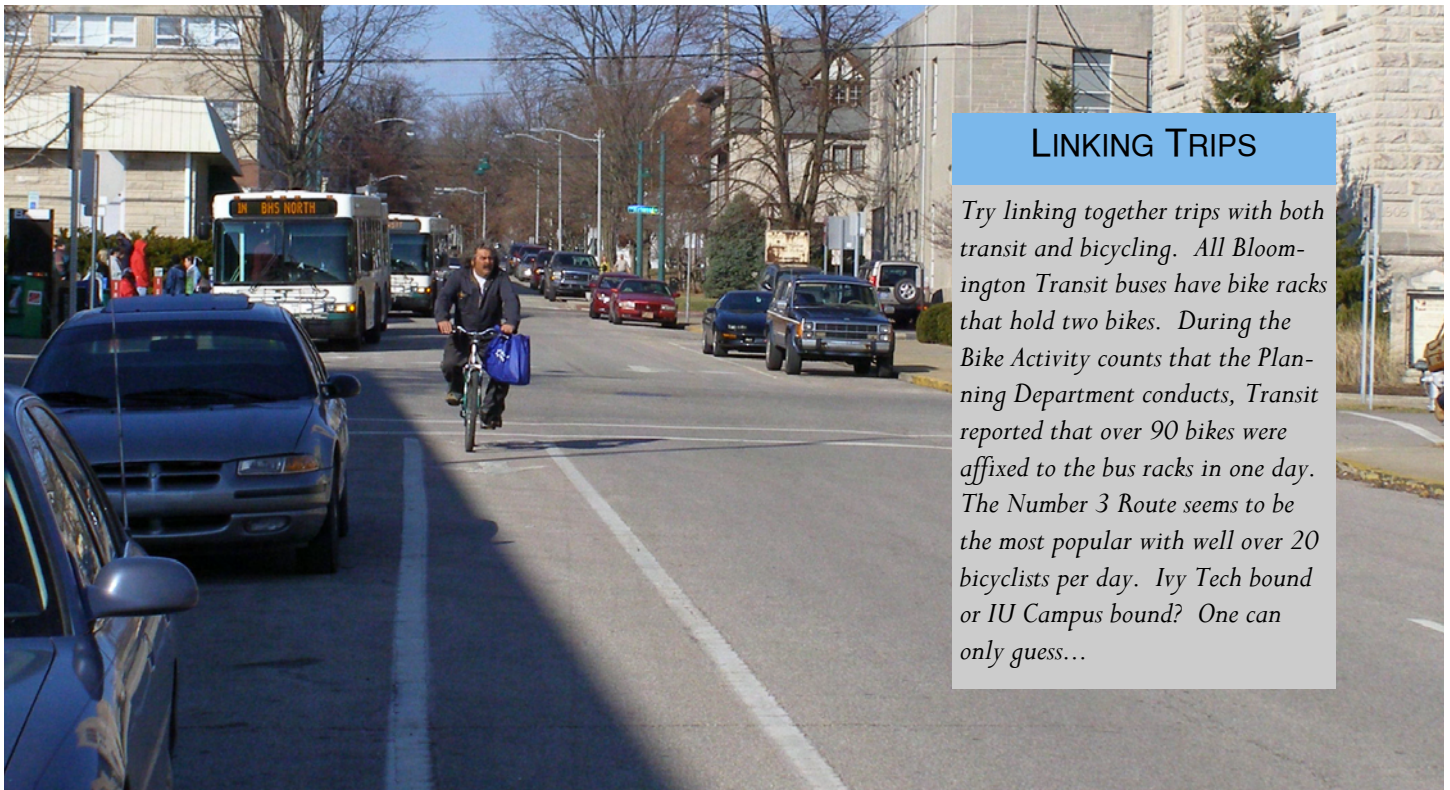 1N BHS NORTH
LINKING TRIPS
Try linking together trips with both
transit and bicycling. All Bloom-
ington Transit buses have bike racks
that hold two bikes. During the
Bike Activity counts that the Plan-
ning Department conducts, Transit
reported that over 90 bikes were
affixed to the bus racks in one day.
The Number 3 Route seems to be
the most popular with well over 20
bicyclists per day. Ivy Tech bound
or IU Campus bound? One can
only guess...